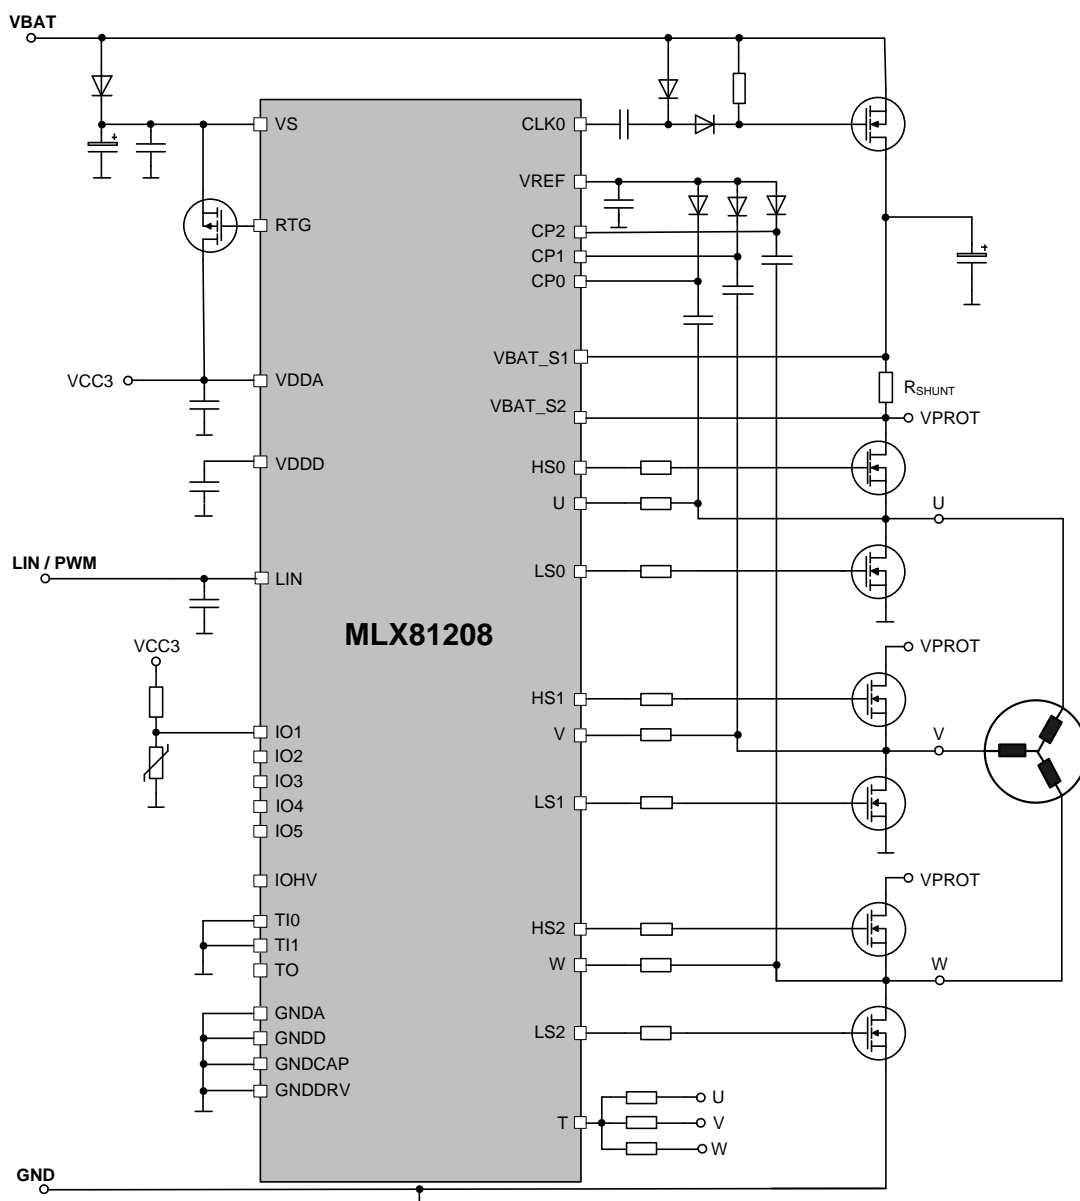 VBAT
VS
CLK0
VREF
RTG
CP2
CP1
CP0
VBAT_S1
VCC3
VDDA
RSHUNT
VBAT_S2
VPROT
VDDD
HS0
U
U
LIN / PWM
LIN
LS0
MLX81208
VCC3
VPROT
HS1
IO1
V
V
IO2
IO3
IO4
LS1
IO5
IOHV
VPROT
TI0
HS2
TI1
W
W
TO
GNDA
GNDD
LS2
GNDCAP
GNDDRV
U
T
V
W
GND